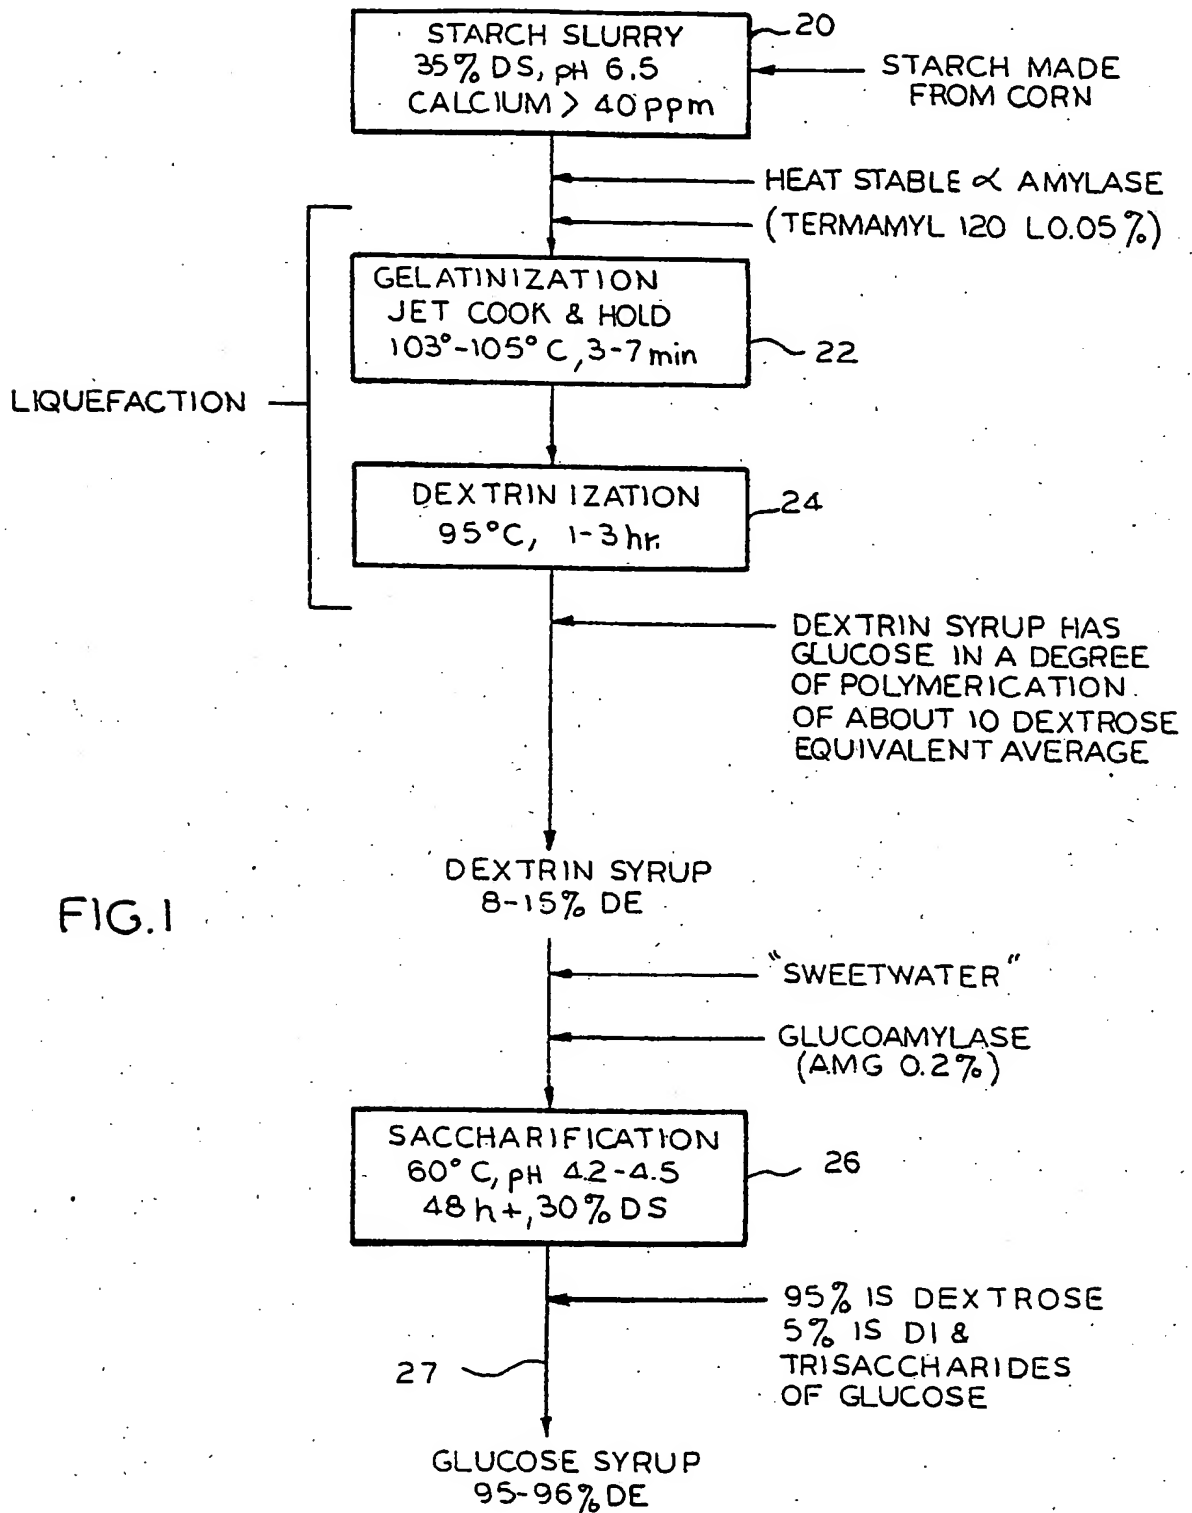 STARCH SLURRY
35% DS, pH 6.5
CALCIUM > 40 ppm
20
STARCH MADE
FROM CORN
HEAT STABLE ∝ AMYLASE
(TERMAMYL 120 L0.05%)
LIQUEFACTION
GELATINIZATION
JET COOK & HOLD
103°-105°C, 3-7 min
22
DEXTRINIZATION
95°C, 1-3 hr.
24
DEXTRIN SYRUP HAS
GLUCOSE IN A DEGREE
OF POLYMERICATION.
OF ABOUT 10 DEXTROSE
EQUIVALENT AVERAGE
DEXTRIN SYRUP
8-15% DE
FIG.1
"SWEETWATER"
GLUCOAMYLASE
(AMG 0.2%)
SACCHARIFICATION
60°C, pH 4.2-4.5
48 h+, 30% DS
26
95% IS DEXTROSE
5% IS DI &
TRISACCHARIDES
OF GLUCOSE
27
GLUCOSE SYRUP
95-96% DE